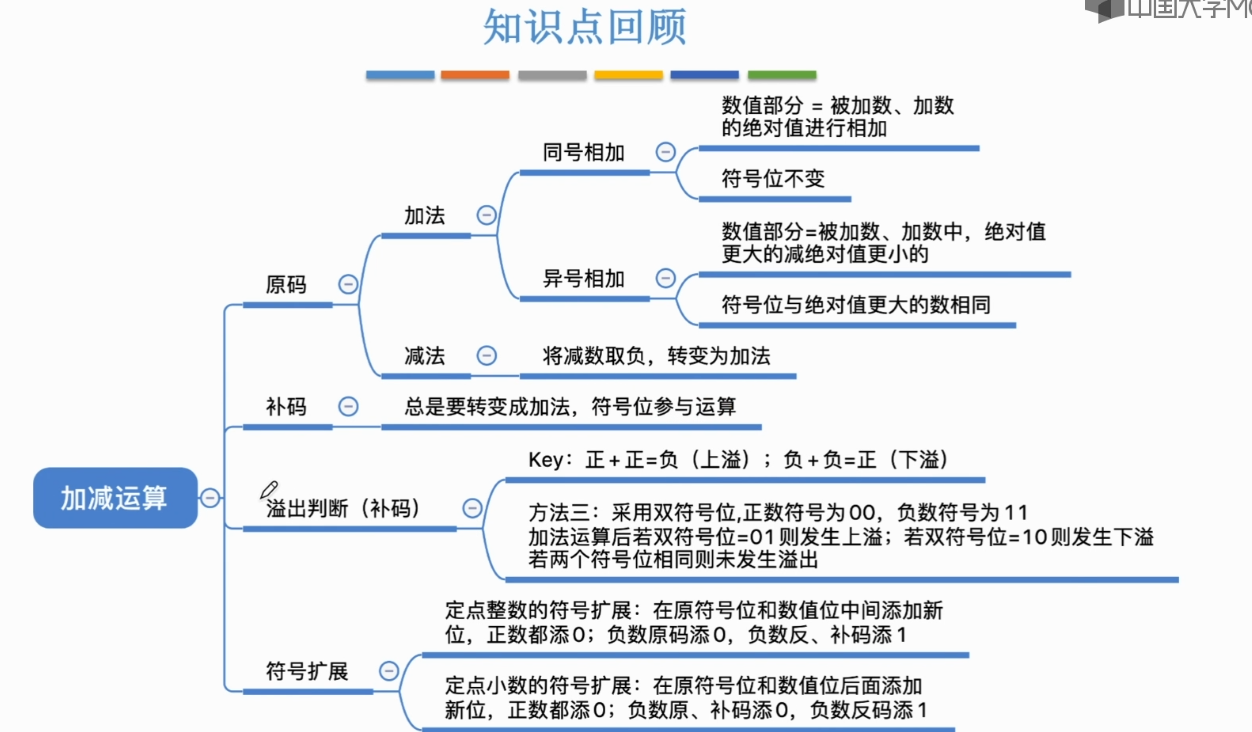 知识点回顾
中国大学MO
数值部分 = 被加数、加数
的绝对值进行相加
同号相加
符号位不变
加法
数值部分=被加数、加数中，绝对值
更大的减绝对值更小的
异号相加
原码
符号位与绝对值更大的数相同
减法
将减数取负，转变为加法
补码
总是要转变成加法，符号位参与运算
Key：正+正=负（上溢）；负+负=正（下溢）
加减运算
溢出判断（补码）
方法三：采用双符号位,正数符号为00，负数符号为11
加法运算后若双符号位=01则发生上溢；若双符号位=10则发生下溢
若两个符号位相同则未发生溢出
定点整数的符号扩展：在原符号位和数值位中间添加新
位，正数都添0；负数原码添0，负数反、补码添1
符号扩展
定点小数的符号扩展：在原符号位和数值位后面添加
新位，正数都添0；负数原、补码添0，负数反码添1